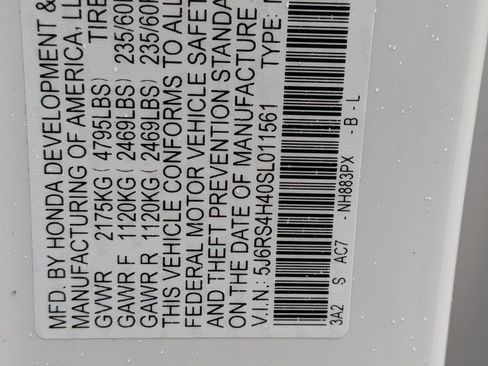 MFD. BY HONDA DEVELOPMENT &
MANUFACTURING OF AMERICA, LL
GVWR 2175KG ( 4795LBS) TIRE
GAWR F 1120KG ( 2469LBS) 235/60
GAWR R 1120KG ( 2469LBS) 235/60
THIS VEHICLE CONFORMS TO ALL
FEDERAL MOTOR VEHICLE SAFET
AND THEFT PREVENTION STANDA
ON THE DATE OF MANUFACTURE
V.I.N.: 5J6RS4H40SL011561 TYPE:
3A2 S AC7 -NH883PX -B-L